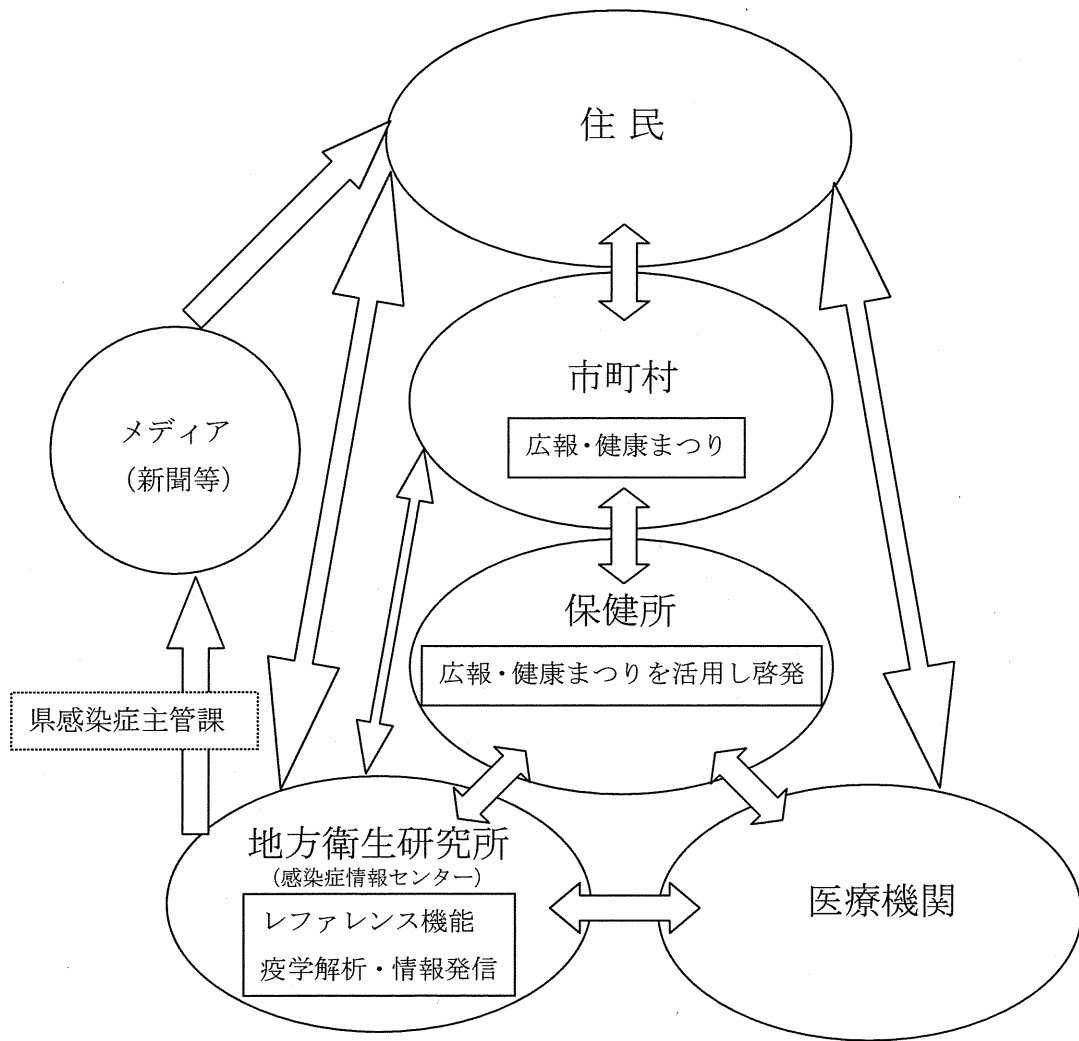 住 民
市町村
広報・健康まつり
メディア
(新聞等)
保健所
広報・健康まつりを活用し啓発
県感染症主管課
地方衛生研究所
(感染症情報センター)
レファレンス機能
疫学解析・情報発信
医療機関